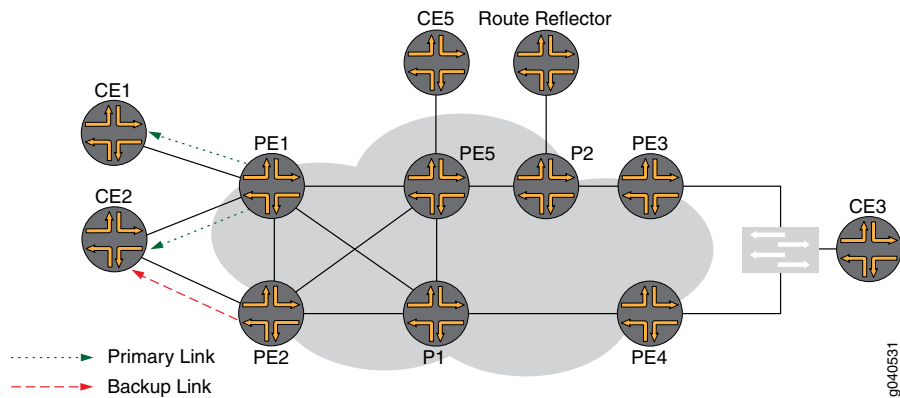 CE5
Route Reflector
CE1
PE1
PE5
P2
PE3
CE2
CE3
PE2
P1
PE4
Primary Link
Backup Link
g040531